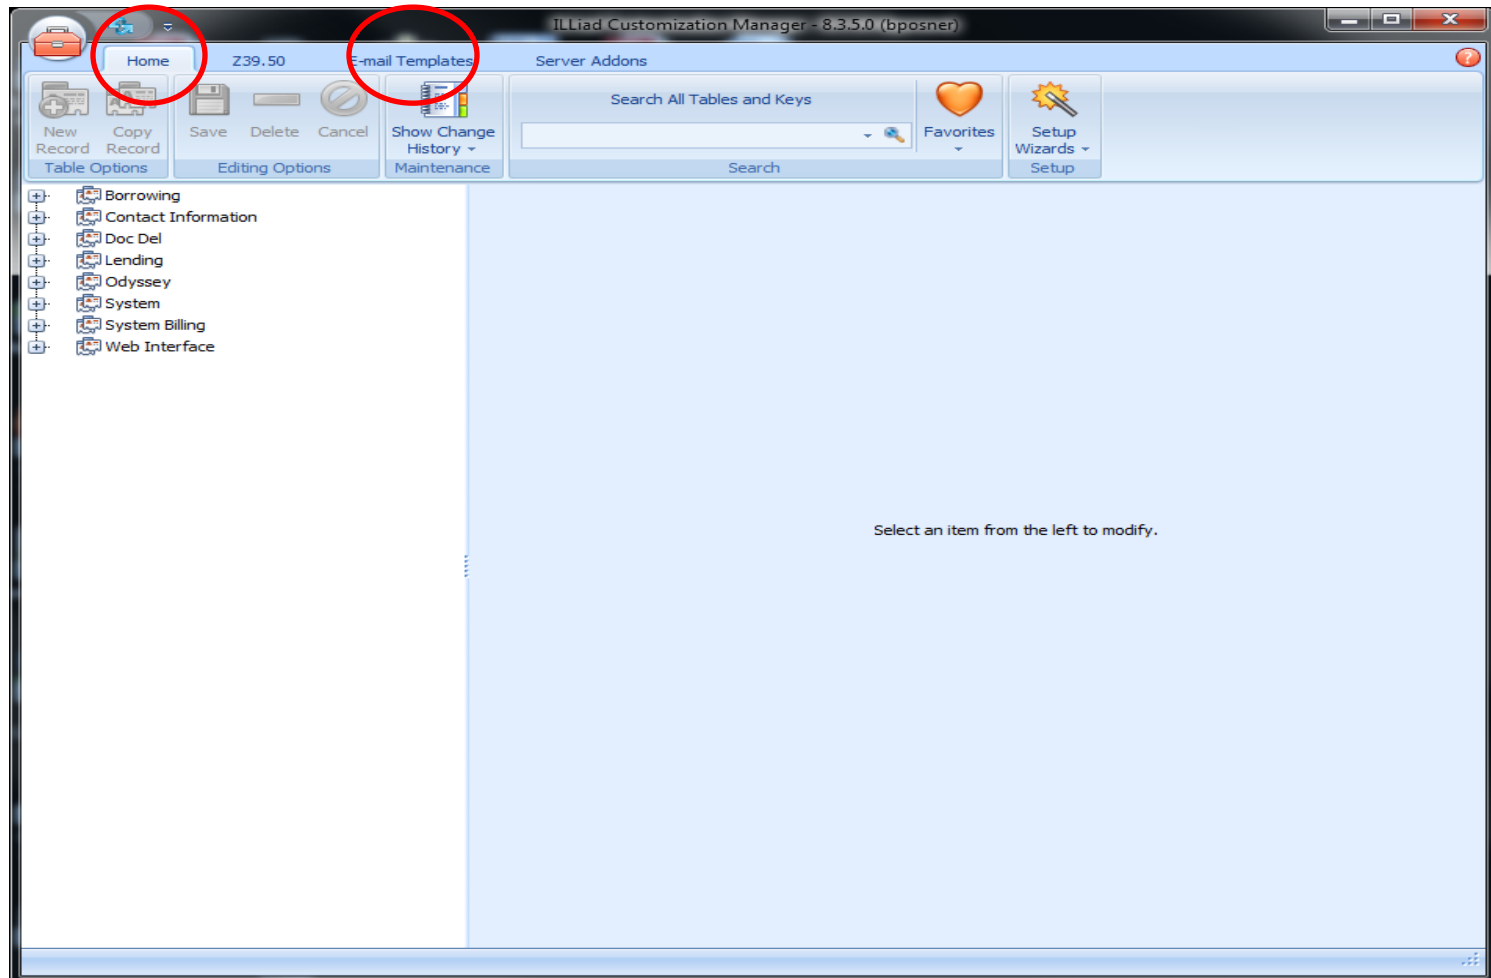 ILLiad Customization Manager - 8.3.5.0 (bposner)
Home Z39.50 E-mail Templates Server Addons
New Record Copy Record Save Delete Cancel Show Change History Search All Tables and Keys Favorites Setup Wizards
Table Options Editing Options Maintenance Search Setup
Borrowing
Contact Information
Doc Del
Lending
Odyssey
System
System Billing
Web Interface
Select an item from the left to modify.